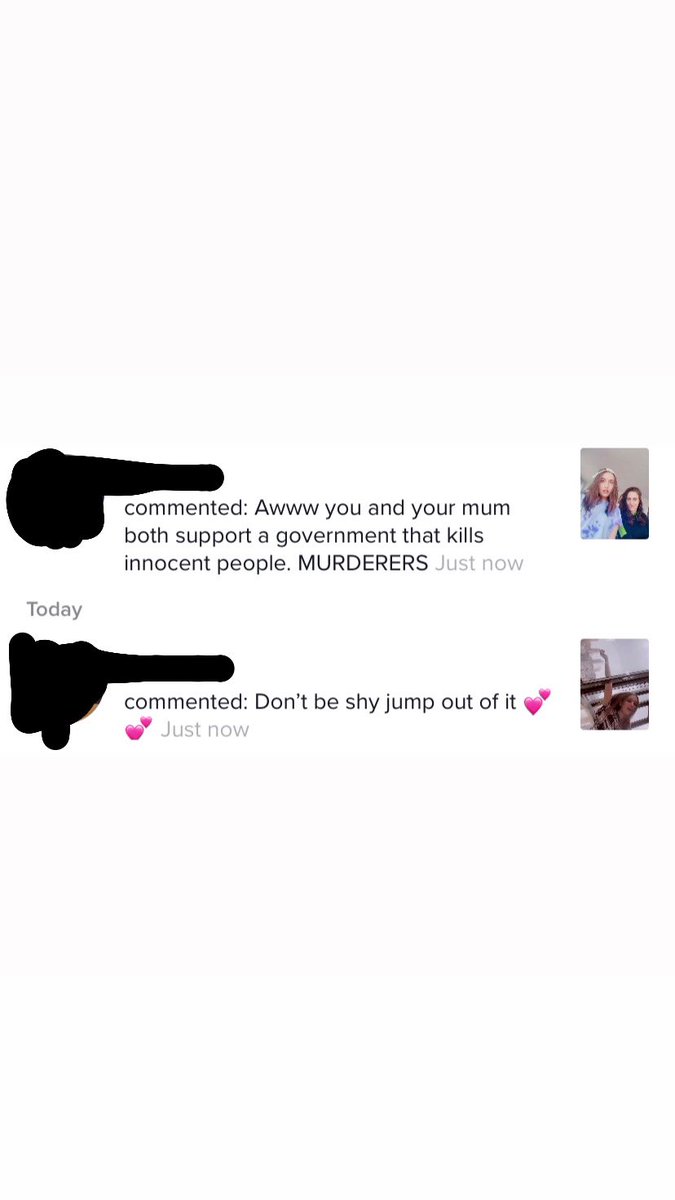 commented: Awww you and your mum
both support a government that kills
innocent people. MURDERERS Just now
Today
commented: Don’t be shy jump out of it 💕
💕 Just now